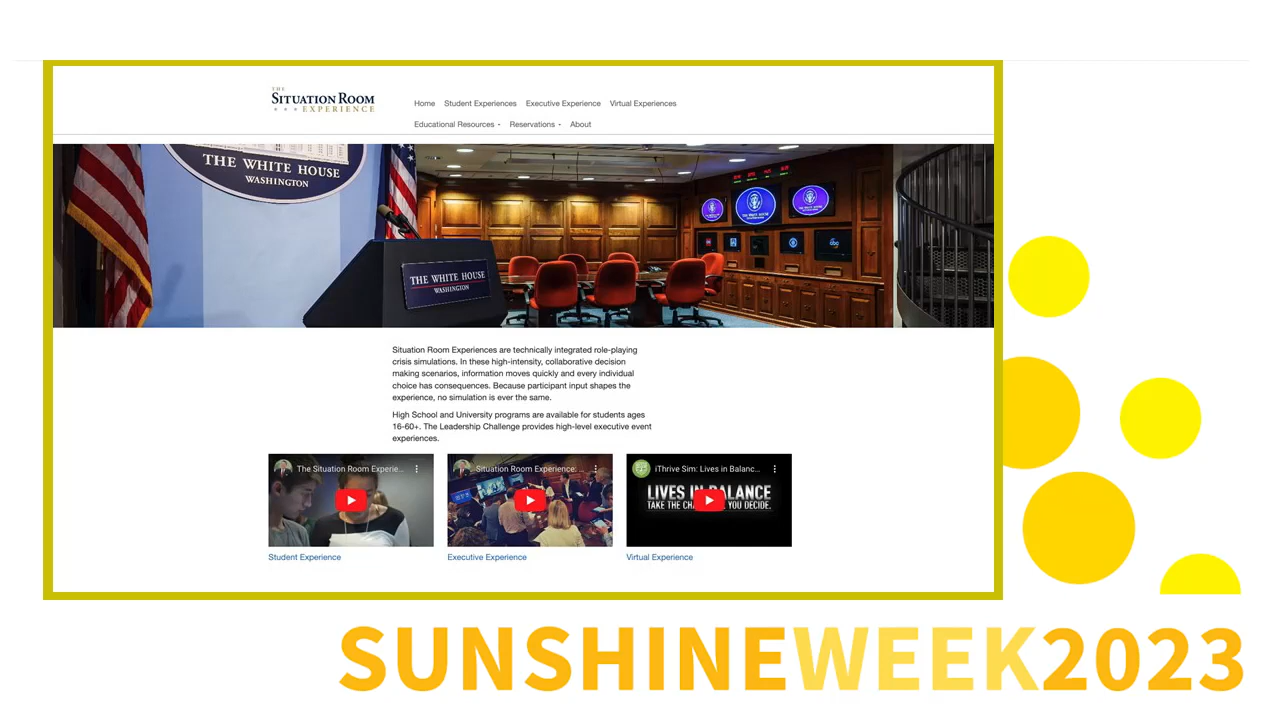 THE
SITUATION ROOM
EXPERIENCE
Home Student Experiences Executive Experience Virtual Experiences
Educational Resources Reservations About
THE WHITE HOUSE
WASHINGTON
THE WHITE HOUSE
WASHINGTON
abc
Situation Room Experiences are technically integrated role-playing
crisis simulations. In these high-intensity, collaborative decision
making scenarios, information moves quickly and every individual
choice has consequences. Because participant input shapes the
experience, no simulation is ever the same.
High School and University programs are available for students ages
16-60+. The Leadership Challenge provides high-level executive event
experiences.
The Situation Room Experie...
Situation Room Experience: ...
iThrive Sim: Lives in Balanc...
LIVES IN BALANCE
TAKE THE YOU DECIDE.
Student Experience
Executive Experience
Virtual Experience
SUNSHINEWEEK2023